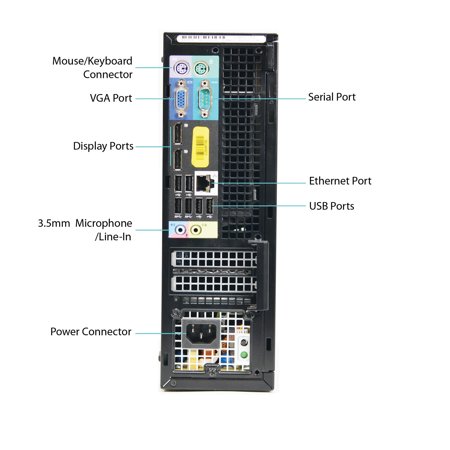 Mouse/Keyboard
Connector
VGA Port
Serial Port
Display Ports
Ethernet Port
USB Ports
3.5mm Microphone
/Line-In
Power Connector